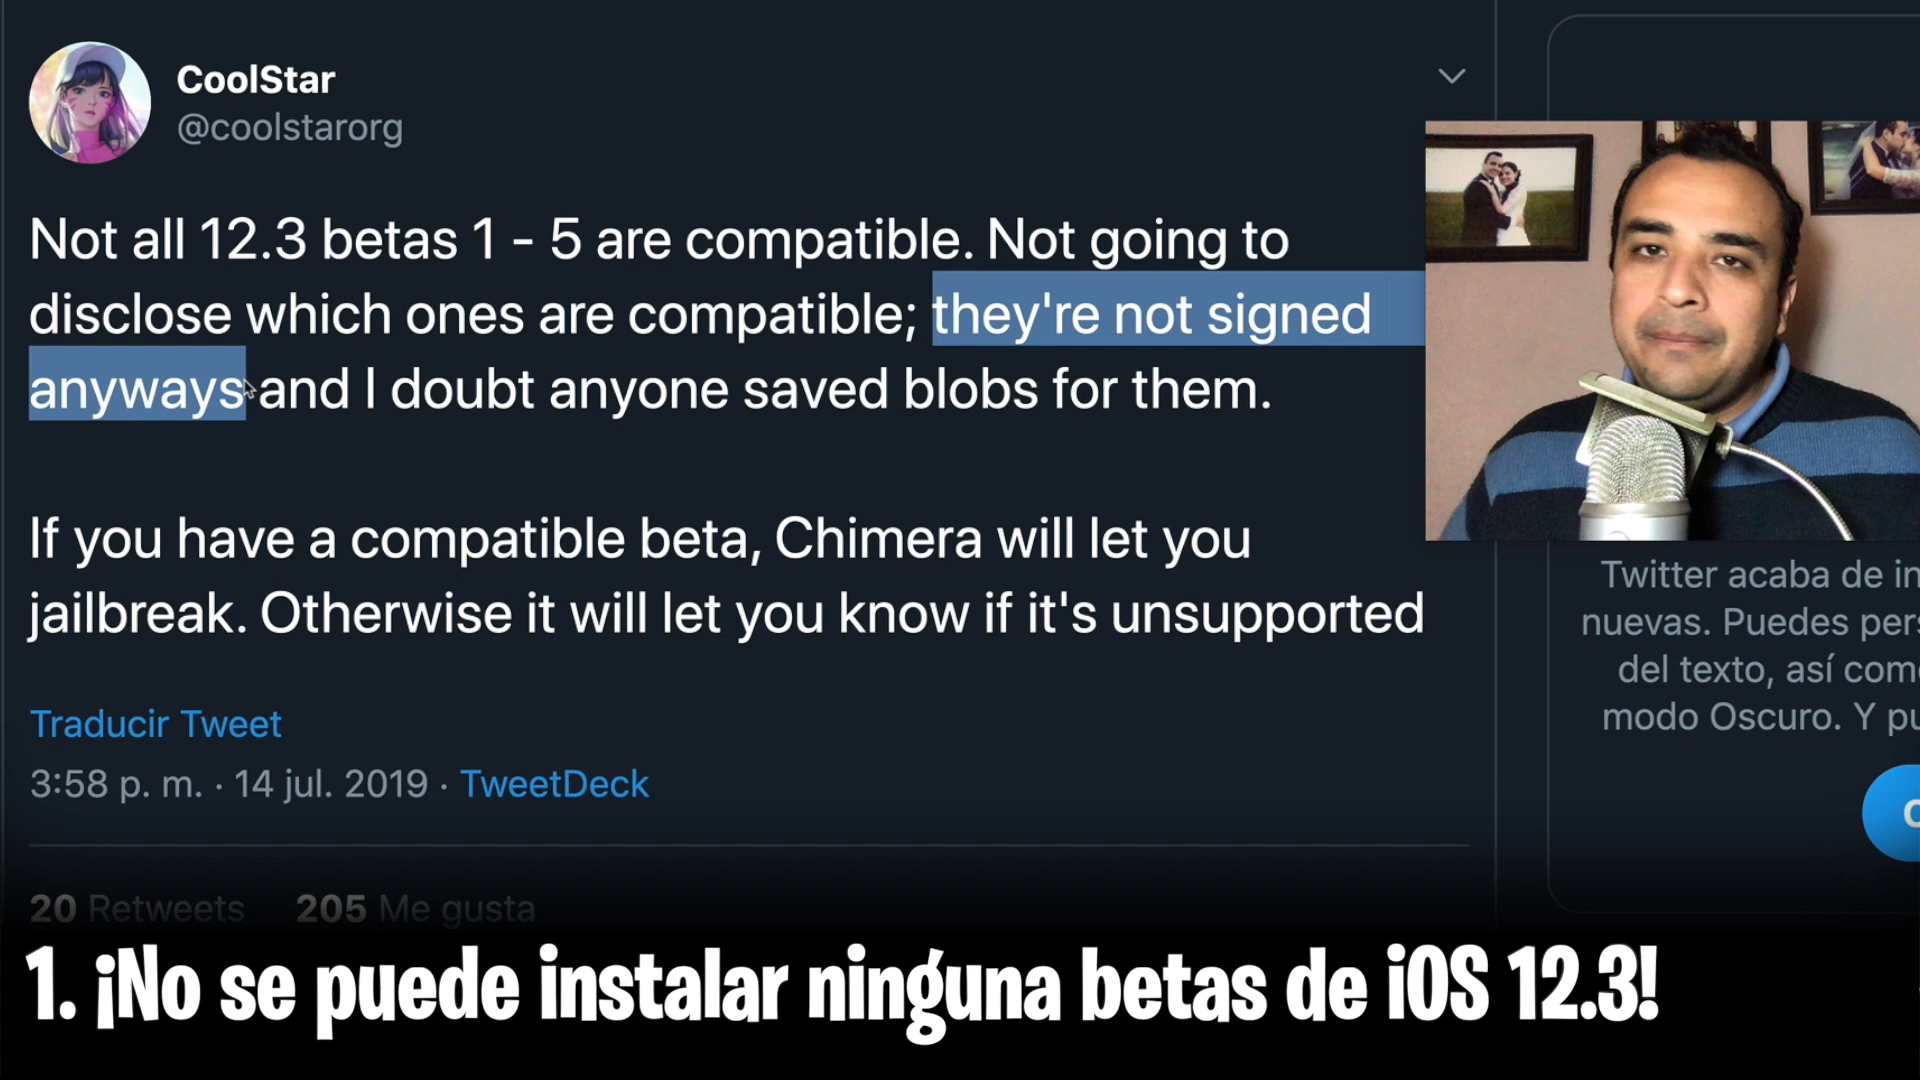 CoolStar
@coolstarorg
Not all 12.3 betas 1 - 5 are compatible. Not going to
disclose which ones are compatible; they're not signed
anyways and I doubt anyone saved blobs for them.
If you have a compatible beta, Chimera will let you
jailbreak. Otherwise it will let you know if it's unsupported
Traducir Tweet
3:58 p. m. · 14 jul. 2019 · TweetDeck
20 Retweets 205 Me gusta
Twitter acaba de in
nuevas. Puedes pers
del texto, así como
modo Oscuro. Y pu
1. ¡No se puede instalar ninguna betas de iOS 12.3!